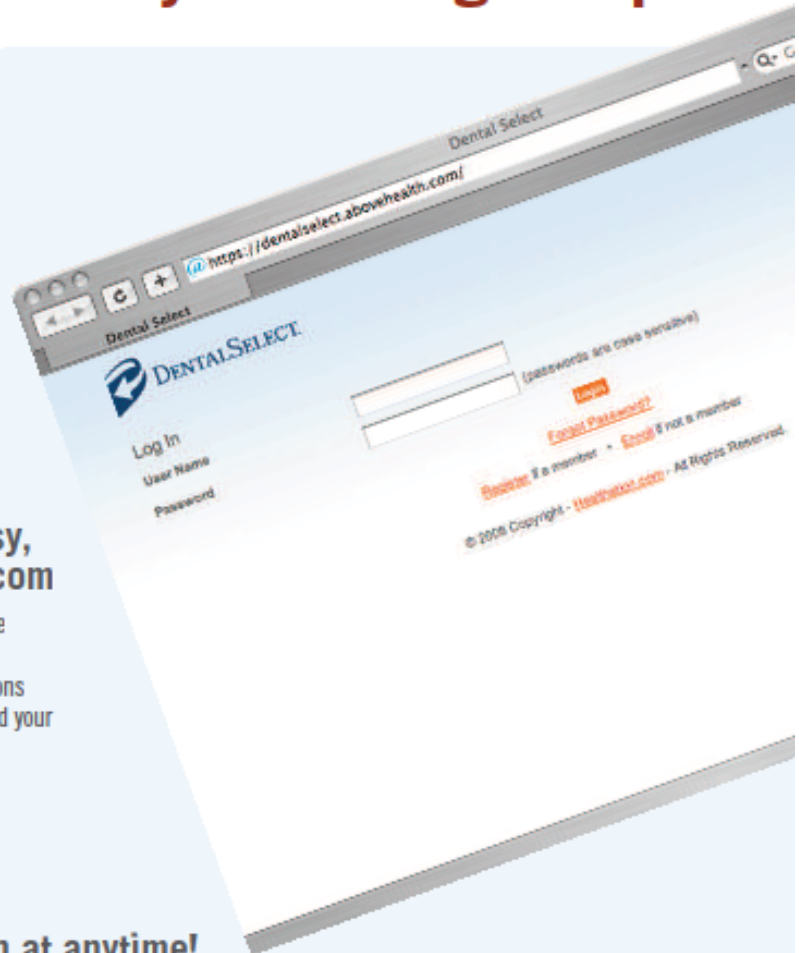 Dental Select
https://dentalselect.abovehealth.com/
Dental Select
DENTALSELECT.
Log In
User Name
Password
(passwords are case sensitive)
Login
Forgot Password?
Register if a member • Enroll if not a member
© 2008 Copyright - Healthation.com - All Rights Reserved.
sy,
com
e
ons
d your
n at anytime!